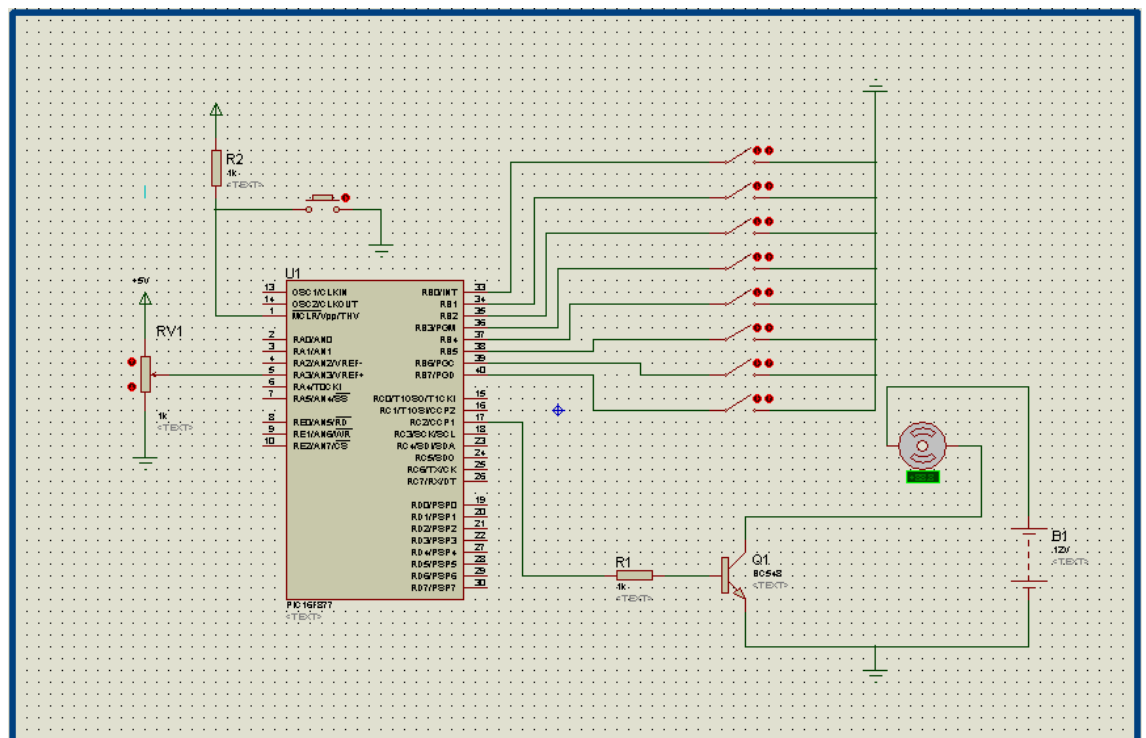 R2
1k
<TEXT>
+5V
RV1
1k
<TEXT>
U1
13 OSC1/CLKIN
14 OSC2/CLKOUT
1 MCLR/Vpp/THV
2 RA0/AN0
3 RA1/AN1
4 RA2/AN2/VREF-
5 RA3/AN3/VREF+
6 RA4/T0CKI
7 RA5/AN4/SS
8 RE0/AN5/RD
9 RE1/AN6/WR
10 RE2/AN7/CS
RB0/INT 33
RB1 34
RB2 35
RB3/PGM 36
RB4 37
RB5 38
RB6/PGC 39
RB7/PGD 40
RC0/T1OSO/T1CKI 15
RC1/T1OSI/CCP2 16
RC2/CCP1 17
RC3/SCK/SCL 18
RC4/SDI/SDA 23
RC5/SDO 24
RC6/TX/CK 25
RC7/RX/DT 26
RD0/PSP0 19
RD1/PSP1 20
RD2/PSP2 21
RD3/PSP3 22
RD4/PSP4 27
RD5/PSP5 28
RD6/PSP6 29
RD7/PSP7 30
PIC16F877
<TEXT>
R1
1k
<TEXT>
Q1
BC548
<TEXT>
B1
12V
<TEXT>